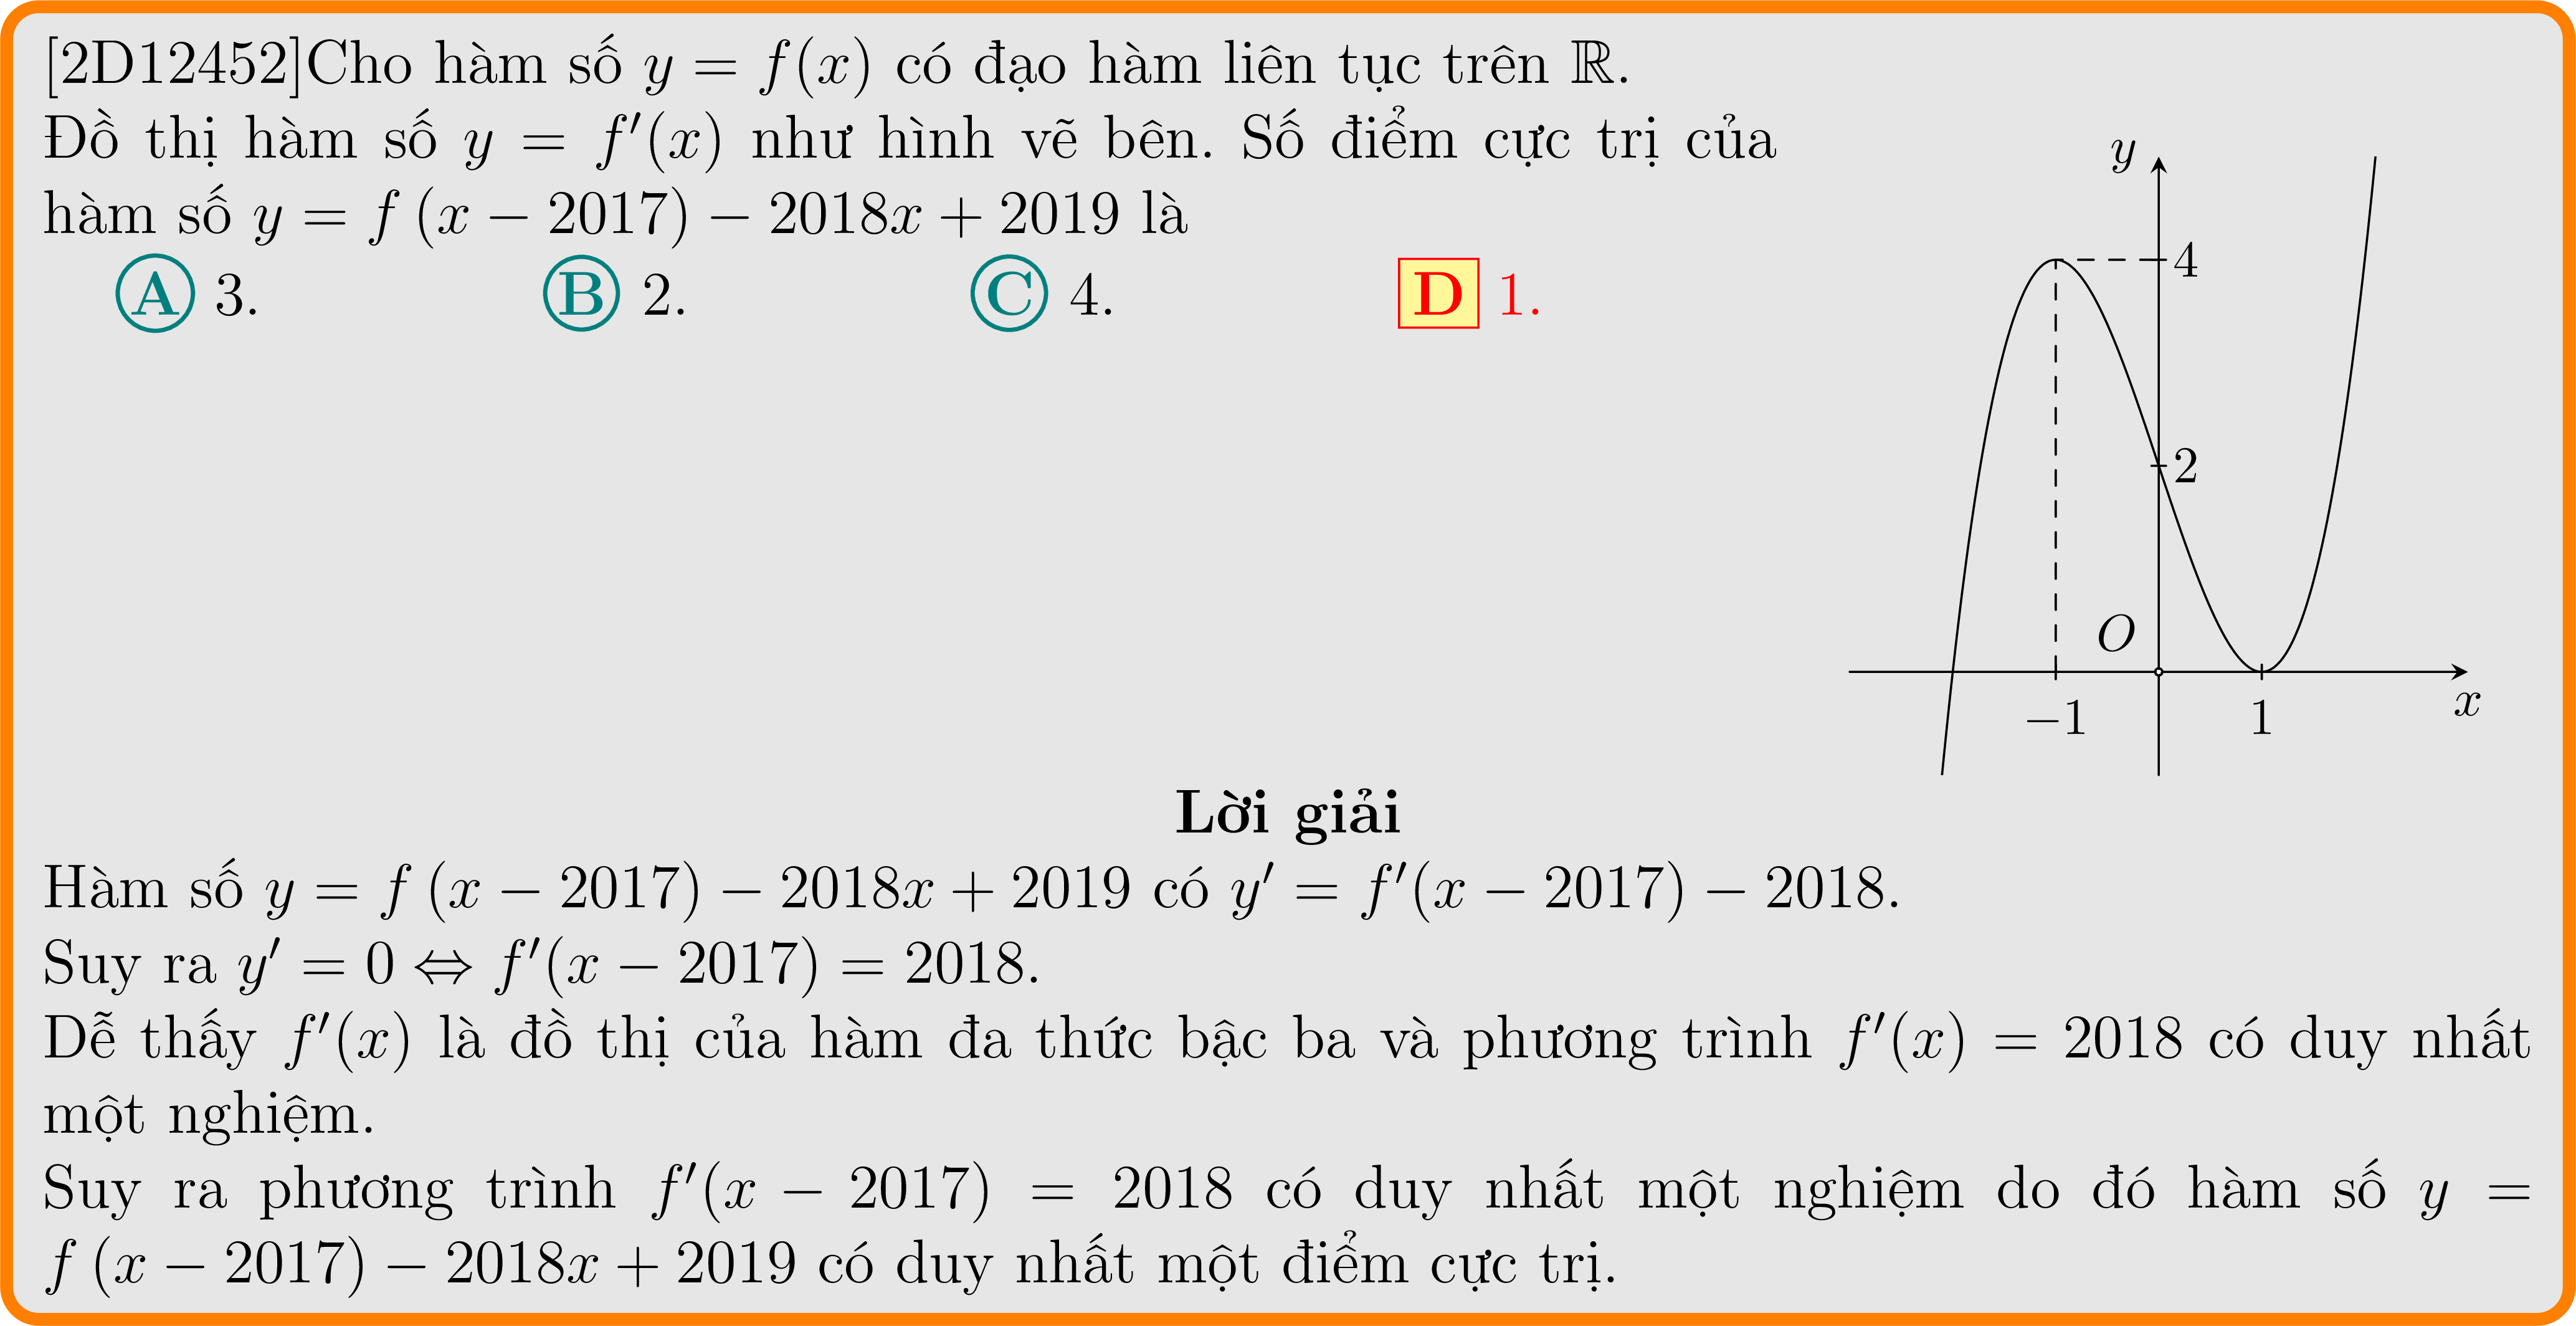 [2D12452]Cho hàm số y = f(x) có đạo hàm liên tục trên ℝ.
Đồ thị hàm số y = f′(x) như hình vẽ bên. Số điểm cực trị của
hàm số y = f (x − 2017) − 2018x + 2019 là
A 3. B 2. C 4. D 1.
y
4
2
O
−1 1
x
Lời giải
Hàm số y = f (x − 2017) − 2018x + 2019 có y′ = f′(x − 2017) − 2018.
Suy ra y′ = 0 ⇔ f′(x − 2017) = 2018.
Dễ thấy f′(x) là đồ thị của hàm đa thức bậc ba và phương trình f′(x) = 2018 có duy nhất
một nghiệm.
Suy ra phương trình f′(x − 2017) = 2018 có duy nhất một nghiệm do đó hàm số y =
f (x − 2017) − 2018x + 2019 có duy nhất một điểm cực trị.